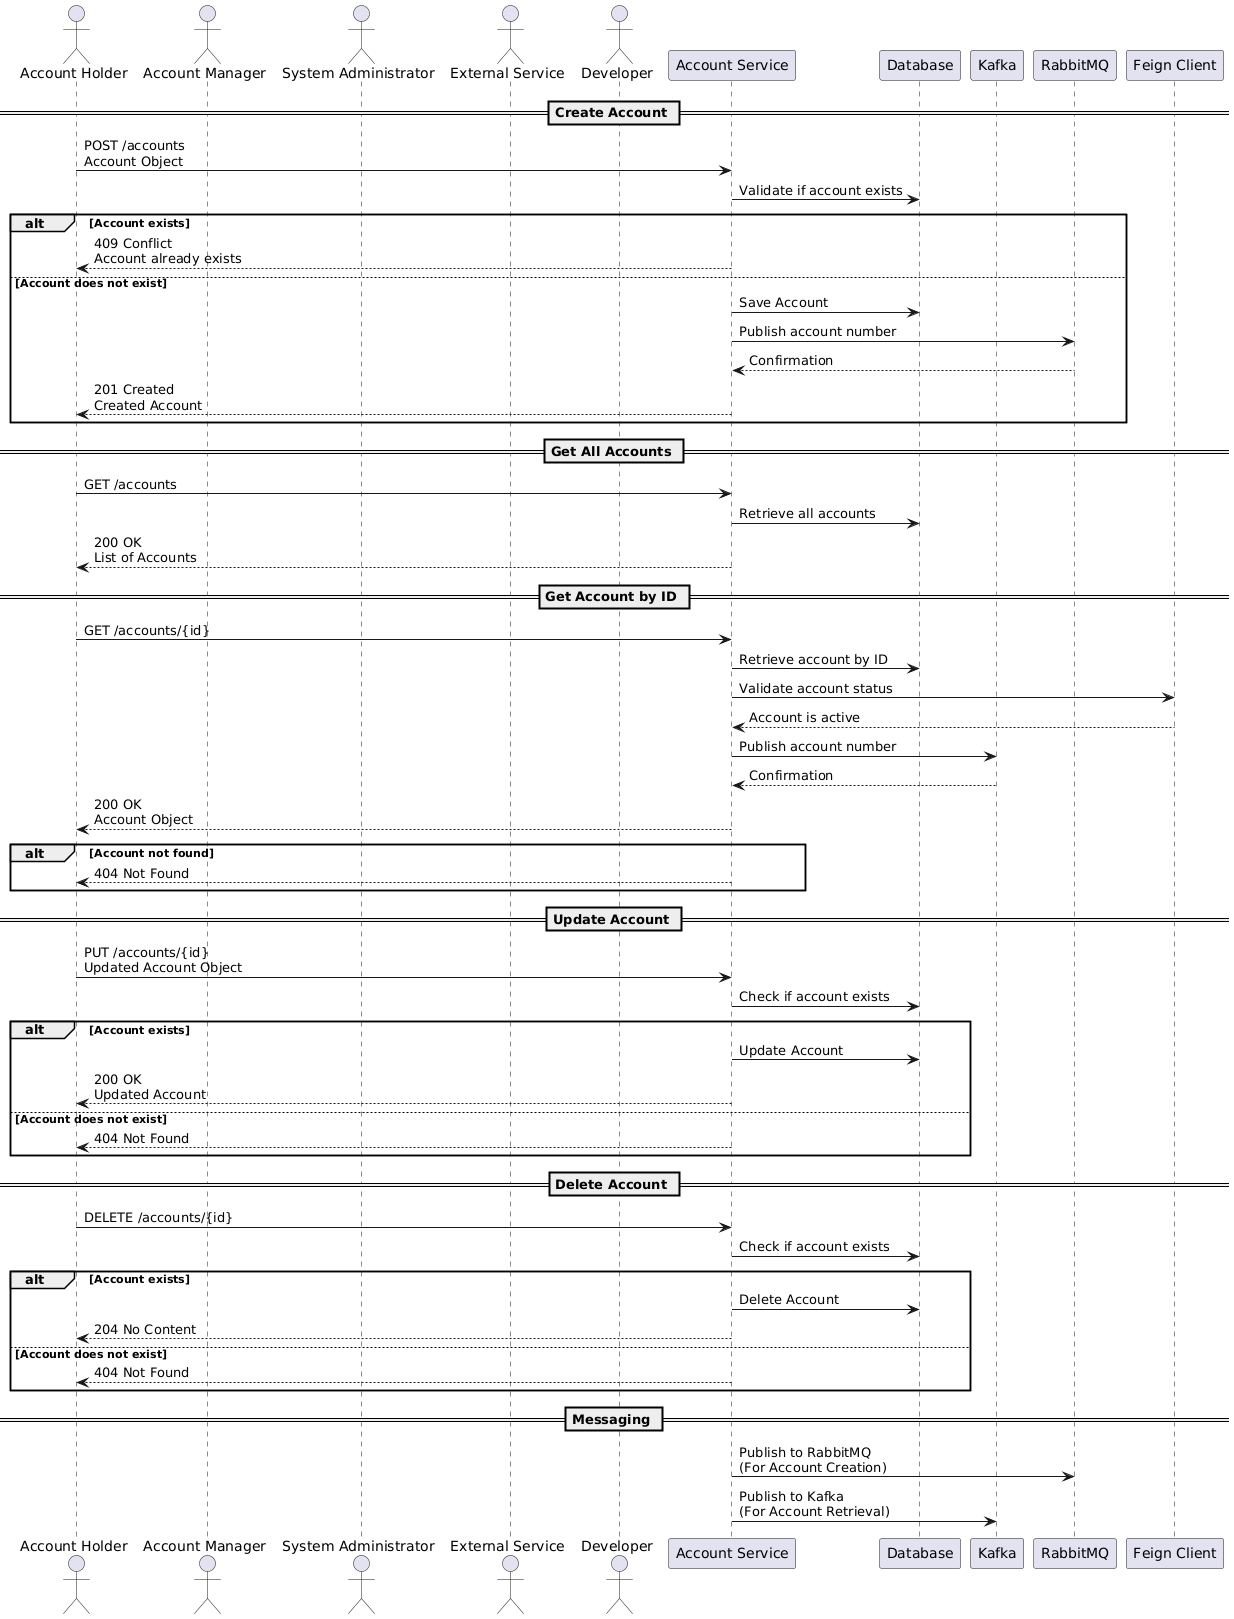 Account Holder
Account Manager
System Administrator
External Service
Developer
Account Service
Database
Kafka
RabbitMQ
Feign Client
Create Account
POST /accounts
Account Object
Validate if account exists
alt
[Account exists]
409 Conflict
Account already exists
[Account does not exist]
Save Account
Publish account number
Confirmation
201 Created
Created Account
Get All Accounts
GET /accounts
Retrieve all accounts
200 OK
List of Accounts
Get Account by ID
GET /accounts/{id}
Retrieve account by ID
Validate account status
Account is active
Publish account number
Confirmation
200 OK
Account Object
alt
[Account not found]
404 Not Found
Update Account
PUT /accounts/{id}
Updated Account Object
Check if account exists
alt
[Account exists]
Update Account
200 OK
Updated Account
[Account does not exist]
404 Not Found
Delete Account
DELETE /accounts/{id}
Check if account exists
alt
[Account exists]
Delete Account
204 No Content
[Account does not exist]
404 Not Found
Messaging
Publish to RabbitMQ
(For Account Creation)
Publish to Kafka
(For Account Retrieval)
Account Holder
Account Manager
System Administrator
External Service
Developer
Account Service
Database
Kafka
RabbitMQ
Feign Client